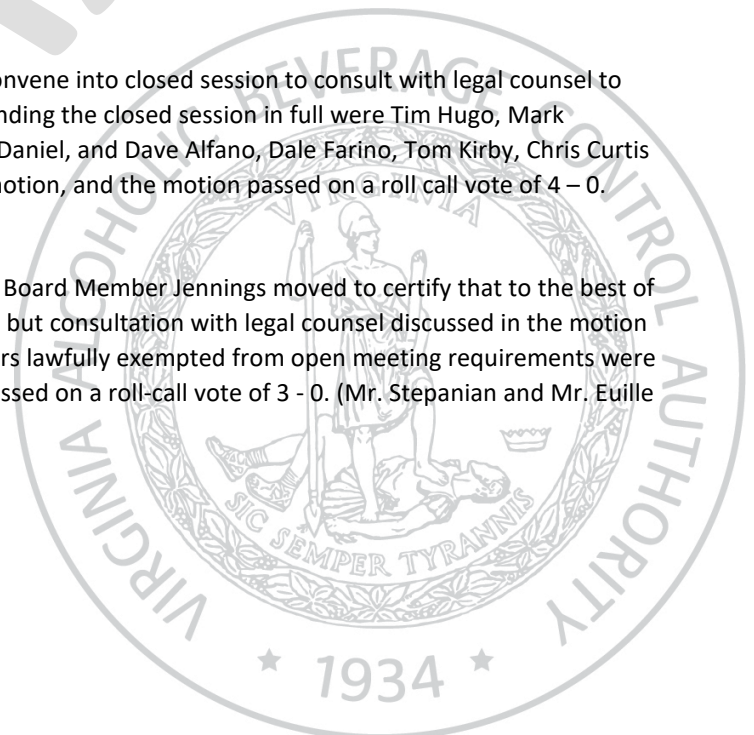 onvene into closed session to consult with legal counsel to
nding the closed session in full were Tim Hugo, Mark
Daniel, and Dave Alfano, Dale Farino, Tom Kirby, Chris Curtis
notion, and the motion passed on a roll call vote of 4 – 0.
Board Member Jennings moved to certify that to the best of
but consultation with legal counsel discussed in the motion
rs lawfully exempted from open meeting requirements were
ssed on a roll-call vote of 3 - 0. (Mr. Stepanian and Mr. Euille
VIRGINIA ALCOHOLIC BEVERAGE CONTROL AUTHORITY
VIRGINIA
SIC SEMPER TYRANNIS
★ 1934 ★